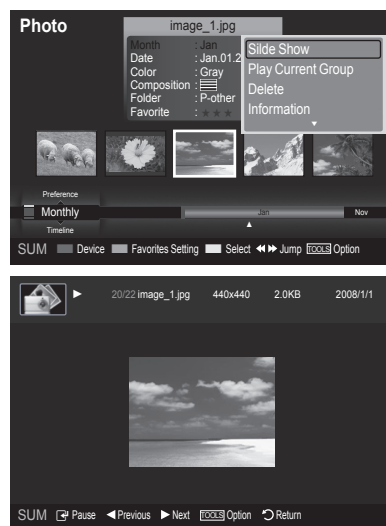 Photo
image_1.jpg
Month : Jan
Date : Jan.01.2
Color : Gray
Composition :
Folder : P-other
Favorite : ★ ★ ★
Silde Show
Play Current Group
Delete
Information
Preference
Monthly
Timeline
Jan
Nov
SUM Device Favorites Setting Select Jump TOOLS Option
20/22 image_1.jpg 440x440 2.0KB 2008/1/1
SUM Pause Previous Next TOOLS Option Return